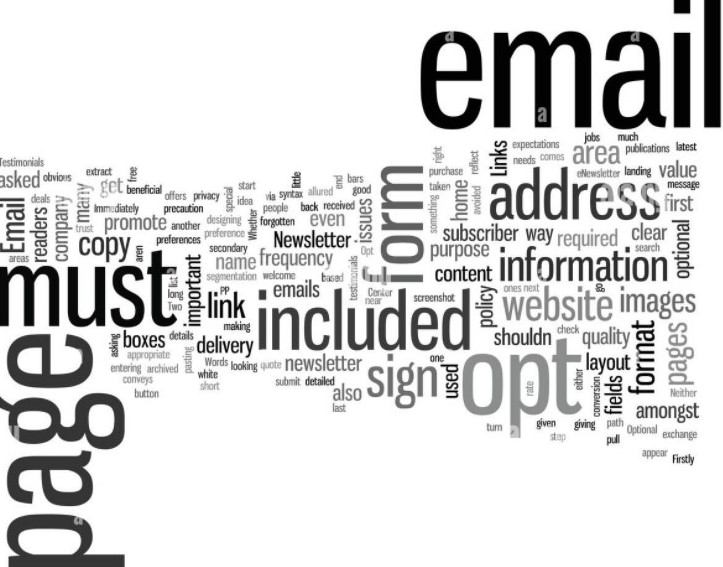 email
jobs much
expectations publications latest
Links
right
needs comes
area
reflect
eNewsletter landing value
purchase
message
taken
home
avoided
address
first
something
Testimonials
asked obvious
extract
free
get
beneficial
deals
many
trust
Email
readers
company
areas
Immediately
offers privacy
special
start
idea
via syntax
little
allured
end
bars
good
precaution
promote
another
designing
preference
preferences
Whether
people
back received
forgotten
even
issues
form
subscriber way required
clear
search
optional
copy
secondary
Newsletter
purpose
must
name frequency
segmentation welcome
based
testimonials
Opt
content
information
important
list
long
Two
PP
link
emails
Center
near
screenshot
policy
ones next
go
website
images
making
included
boxes details
asking
delivery
shouldn check quality
format
pages
appropriate
pasting
entering archived
Words looking quote newsletter
sign
one
used
opt
layout
conveys
white
short
submit detailed
also
last
button
rate
either
conversion
fields
Neither
amongst
page
turn
given
step
giving
path
pull
Optional exchange
appear Firstly